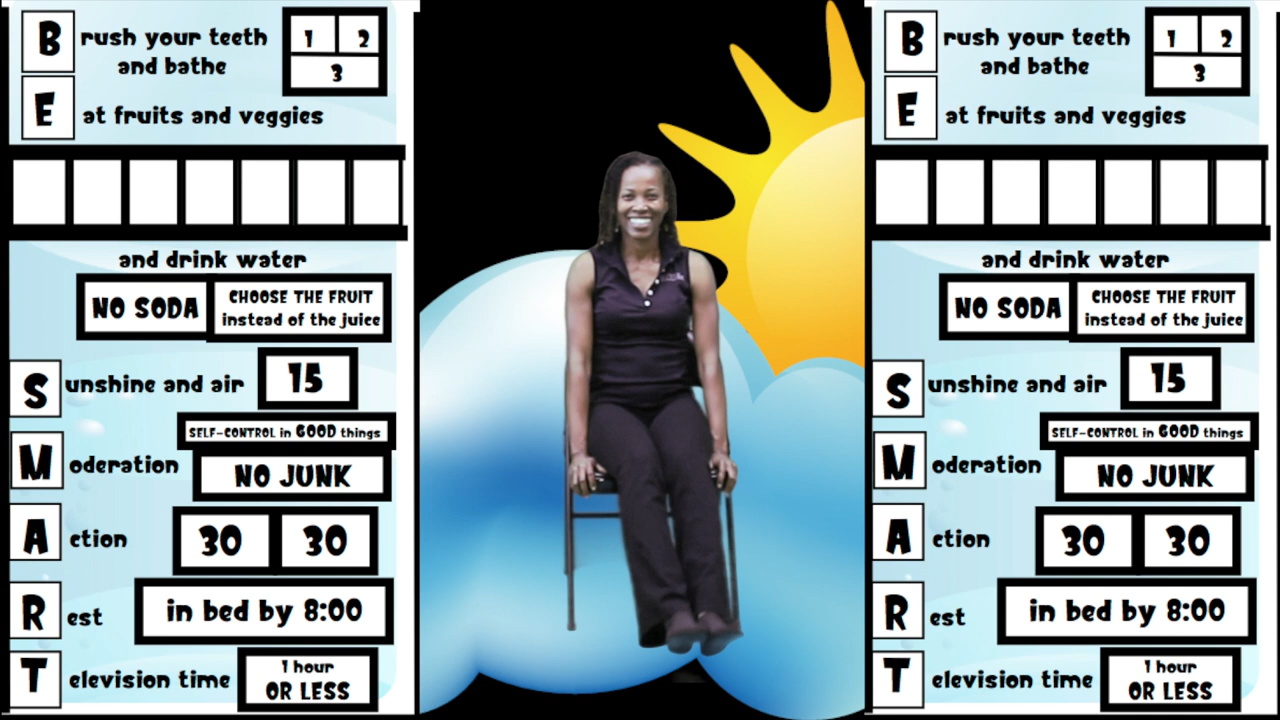 B rush your teeth
and bathe
1 2
3
E at fruits and veggies
and drink water
NO SODA
CHOOSE THE FRUIT
instead of the juice
S unshine and air 15
SELF-CONTROL in GOOD things
M oderation NO JUNK
A ction 30 30
R est in bed by 8:00
T elevision time
1 hour
OR LESS
B rush your teeth
and bathe
1 2
3
E at fruits and veggies
and drink water
NO SODA
CHOOSE THE FRUIT
instead of the juice
S unshine and air 15
SELF-CONTROL in GOOD things
M oderation NO JUNK
A ction 30 30
R est in bed by 8:00
T elevision time
1 hour
OR LESS